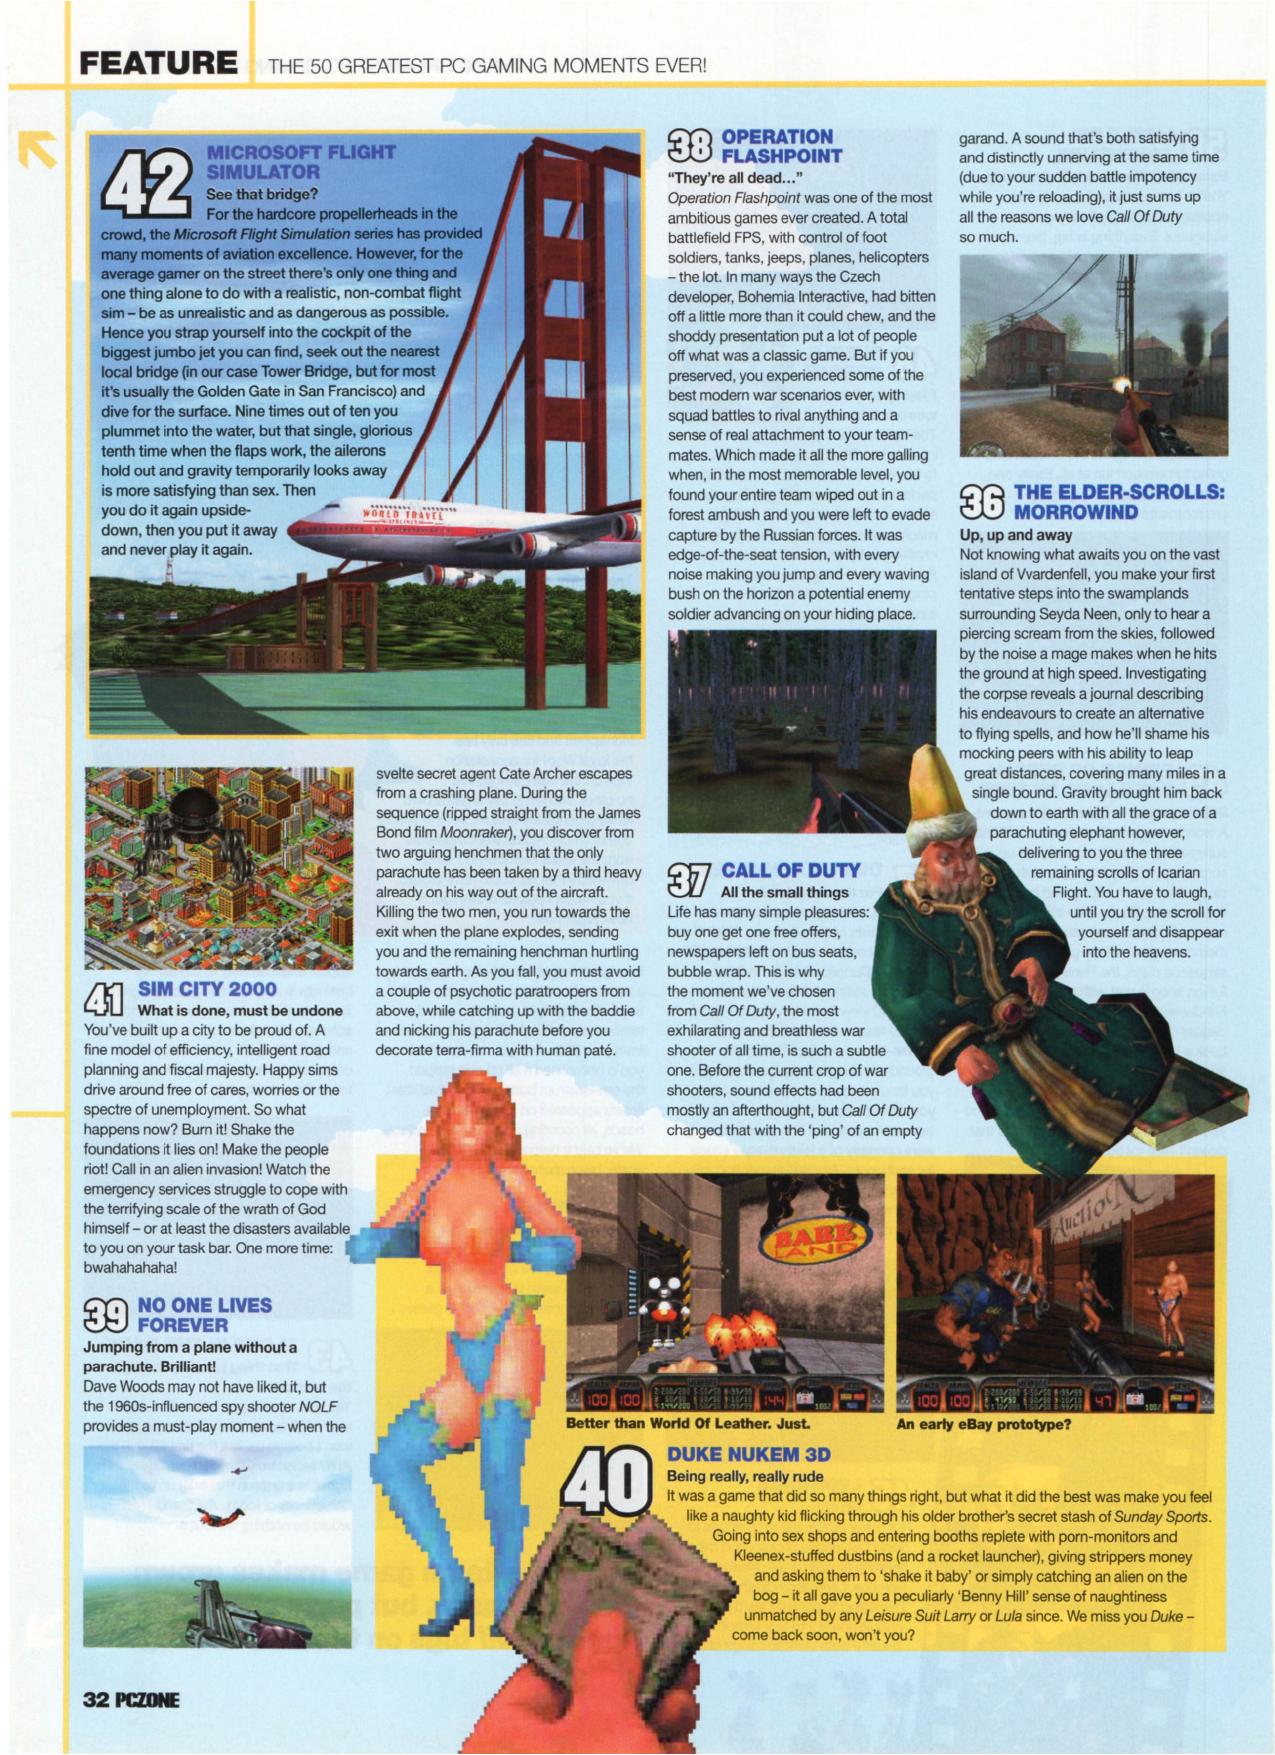 FEATURE
THE 50 GREATEST PC GAMING MOMENTS EVER!
42
MICROSOFT FLIGHT
SIMULATOR
See that bridge?
For the hardcore propellerheads in the
crowd, the Microsoft Flight Simulation series has provided
many moments of aviation excellence. However, for the
average gamer on the street there's only one thing and
one thing alone to do with a realistic, non-combat flight
sim – be as unrealistic and as dangerous as possible.
Hence you strap yourself into the cockpit of the
biggest jumbo jet you can find, seek out the nearest
local bridge (in our case Tower Bridge, but for most
it's usually the Golden Gate in San Francisco) and
dive for the surface. Nine times out of ten you
plummet into the water, but that single, glorious
tenth time when the flaps work, the ailerons
hold out and gravity temporarily looks away
is more satisfying than sex. Then
you do it again upside-
down, then you put it away
and never play it again.
WORLD TRAVEL
AIRLINES
41
SIM CITY 2000
What is done, must be undone
You've built up a city to be proud of. A
fine model of efficiency, intelligent road
planning and fiscal majesty. Happy sims
drive around free of cares, worries or the
spectre of unemployment. So what
happens now? Burn it! Shake the
foundations it lies on! Make the people
riot! Call in an alien invasion! Watch the
emergency services struggle to cope with
the terrifying scale of the wrath of God
himself – or at least the disasters available
to you on your task bar. One more time:
bwahahahaha!
39
NO ONE LIVES
FOREVER
Jumping from a plane without a
parachute. Brilliant!
Dave Woods may not have liked it, but
the 1960s-influenced spy shooter NOLF
provides a must-play moment – when the
svelte secret agent Cate Archer escapes
from a crashing plane. During the
sequence (ripped straight from the James
Bond film Moonraker), you discover from
two arguing henchmen that the only
parachute has been taken by a third heavy
already on his way out of the aircraft.
Killing the two men, you run towards the
exit when the plane explodes, sending
you and the remaining henchman hurtling
towards earth. As you fall, you must avoid
a couple of psychotic paratroopers from
above, while catching up with the baddie
and nicking his parachute before you
decorate terra-firma with human paté.
38
OPERATION
FLASHPOINT
"They're all dead..."
Operation Flashpoint was one of the most
ambitious games ever created. A total
battlefield FPS, with control of foot
soldiers, tanks, jeeps, planes, helicopters
– the lot. In many ways the Czech
developer, Bohemia Interactive, had bitten
off a little more than it could chew, and the
shoddy presentation put a lot of people
off what was a classic game. But if you
preserved, you experienced some of the
best modern war scenarios ever, with
squad battles to rival anything and a
sense of real attachment to your team-
mates. Which made it all the more galling
when, in the most memorable level, you
found your entire team wiped out in a
forest ambush and you were left to evade
capture by the Russian forces. It was
edge-of-the-seat tension, with every
noise making you jump and every waving
bush on the horizon a potential enemy
soldier advancing on your hiding place.
37
CALL OF DUTY
All the small things
Life has many simple pleasures:
buy one get one free offers,
newspapers left on bus seats,
bubble wrap. This is why
the moment we've chosen
from Call Of Duty, the most
exhilarating and breathless war
shooter of all time, is such a subtle
one. Before the current crop of war
shooters, sound effects had been
mostly an afterthought, but Call Of Duty
changed that with the 'ping' of an empty
garand. A sound that's both satisfying
and distinctly unnerving at the same time
(due to your sudden battle impotency
while you're reloading), it just sums up
all the reasons we love Call Of Duty
so much.
36
THE ELDER-SCROLLS:
MORROWIND
Up, up and away
Not knowing what awaits you on the vast
island of Vvardenfell, you make your first
tentative steps into the swamplands
surrounding Seyda Neen, only to hear a
piercing scream from the skies, followed
by the noise a mage makes when he hits
the ground at high speed. Investigating
the corpse reveals a journal describing
his endeavours to create an alternative
to flying spells, and how he'll shame his
mocking peers with his ability to leap
great distances, covering many miles in a
single bound. Gravity brought him back
down to earth with all the grace of a
parachuting elephant however,
delivering to you the three
remaining scrolls of Icarian
Flight. You have to laugh,
until you try the scroll for
yourself and disappear
into the heavens.
BABE
LAND
100 100
144
Better than World Of Leather. Just.
Auction
100 100
47
An early eBay prototype?
40
DUKE NUKEM 3D
Being really, really rude
It was a game that did so many things right, but what it did the best was make you feel
like a naughty kid flicking through his older brother's secret stash of Sunday Sports.
Going into sex shops and entering booths replete with porn-monitors and
Kleenex-stuffed dustbins (and a rocket launcher), giving strippers money
and asking them to 'shake it baby' or simply catching an alien on the
bog – it all gave you a peculiarly 'Benny Hill' sense of naughtiness
unmatched by any Leisure Suit Larry or Lula since. We miss you Duke –
come back soon, won't you?
32 PCZONE